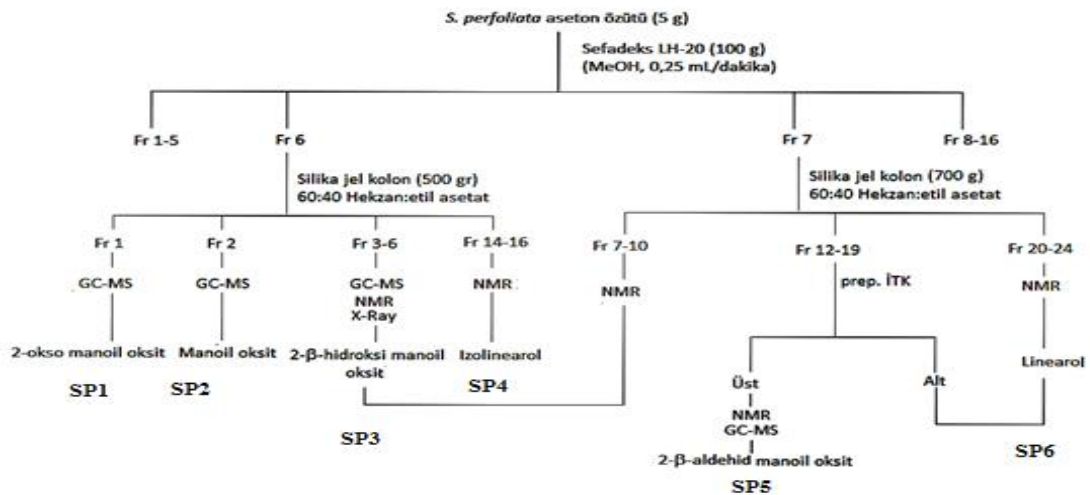 S. perfoliata aseton özütü (5 g)
Sefadeks LH-20 (100 g)
(MeOH, 0,25 mL/dakika)
Fr 1-5
Fr 6
Fr 7
Fr 8-16
Silika jel kolon (500 gr)
60:40 Hekzan:etil asetat
Silika jel kolon (700 g)
60:40 Hekzan:etil asetat
Fr 1
Fr 2
Fr 3-6
Fr 14-16
Fr 7-10
Fr 12-19
Fr 20-24
GC-MS
GC-MS
GC-MS
NMR
X-Ray
NMR
NMR
prep. İTK
NMR
2-okso manoil oksit
Manoil oksit
2-β-hidroksi manoil
oksit
Izolinearol
Linearol
SP1
SP2
SP3
SP4
Üst
Alt
NMR
GC-MS
2-β-aldehid manoil oksit
SP5
SP6